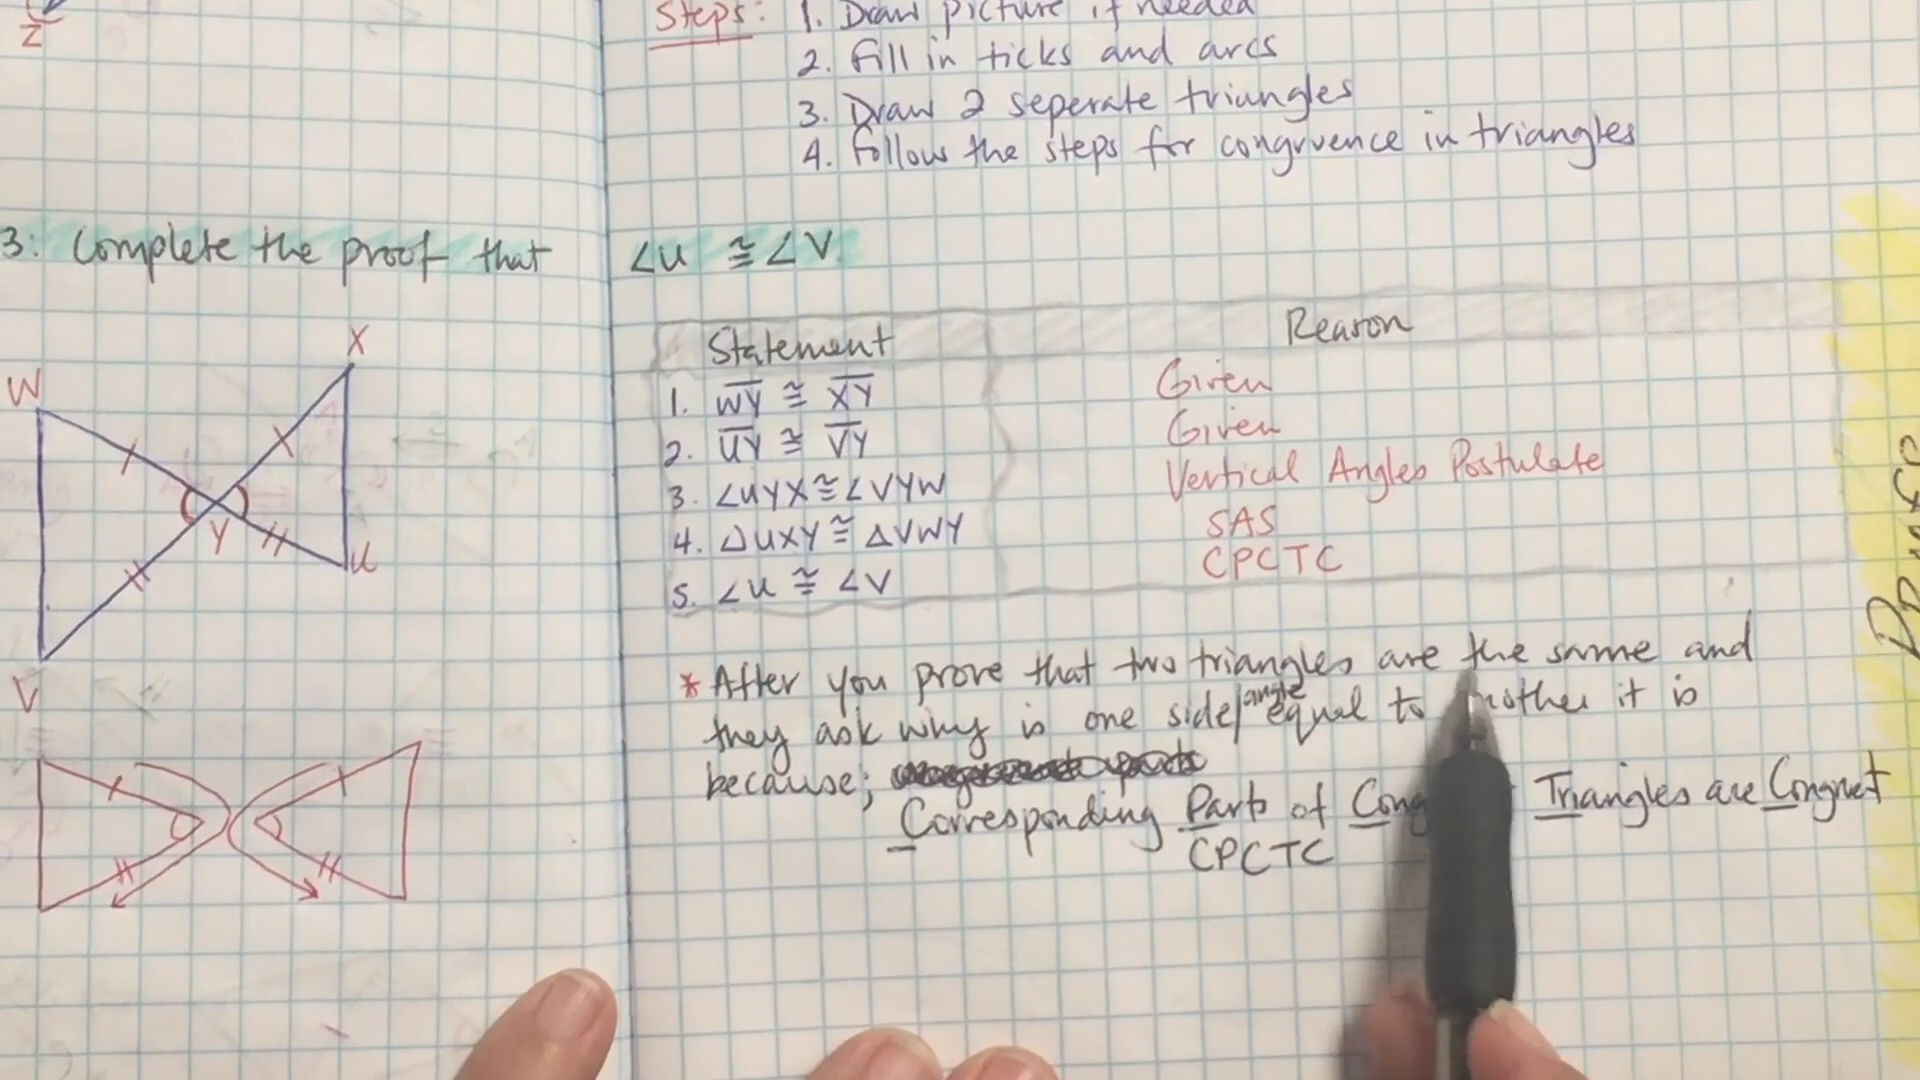 Z
Steps: 1. Draw picture if needed
2. fill in ticks and arcs
3. Draw 2 seperate triangles
4. follow the steps for congruence in triangles
3: Complete the proof that ∠U ≅ ∠V
Statement Reason
1. WY ≅ XY Given
2. UY ≅ VY Given
3. ∠UYX ≅ ∠VYW Vertical Angles Postulate
4. ΔUXY ≅ ΔVWY SAS
5. ∠U ≅ ∠V CPCTC
W
X
Y
U
V
* After you prove that two triangles are the same and
they ask why is one side/angle equal to another it is
because;
Corresponding Parts of Triangles are Congruet
CPCTC